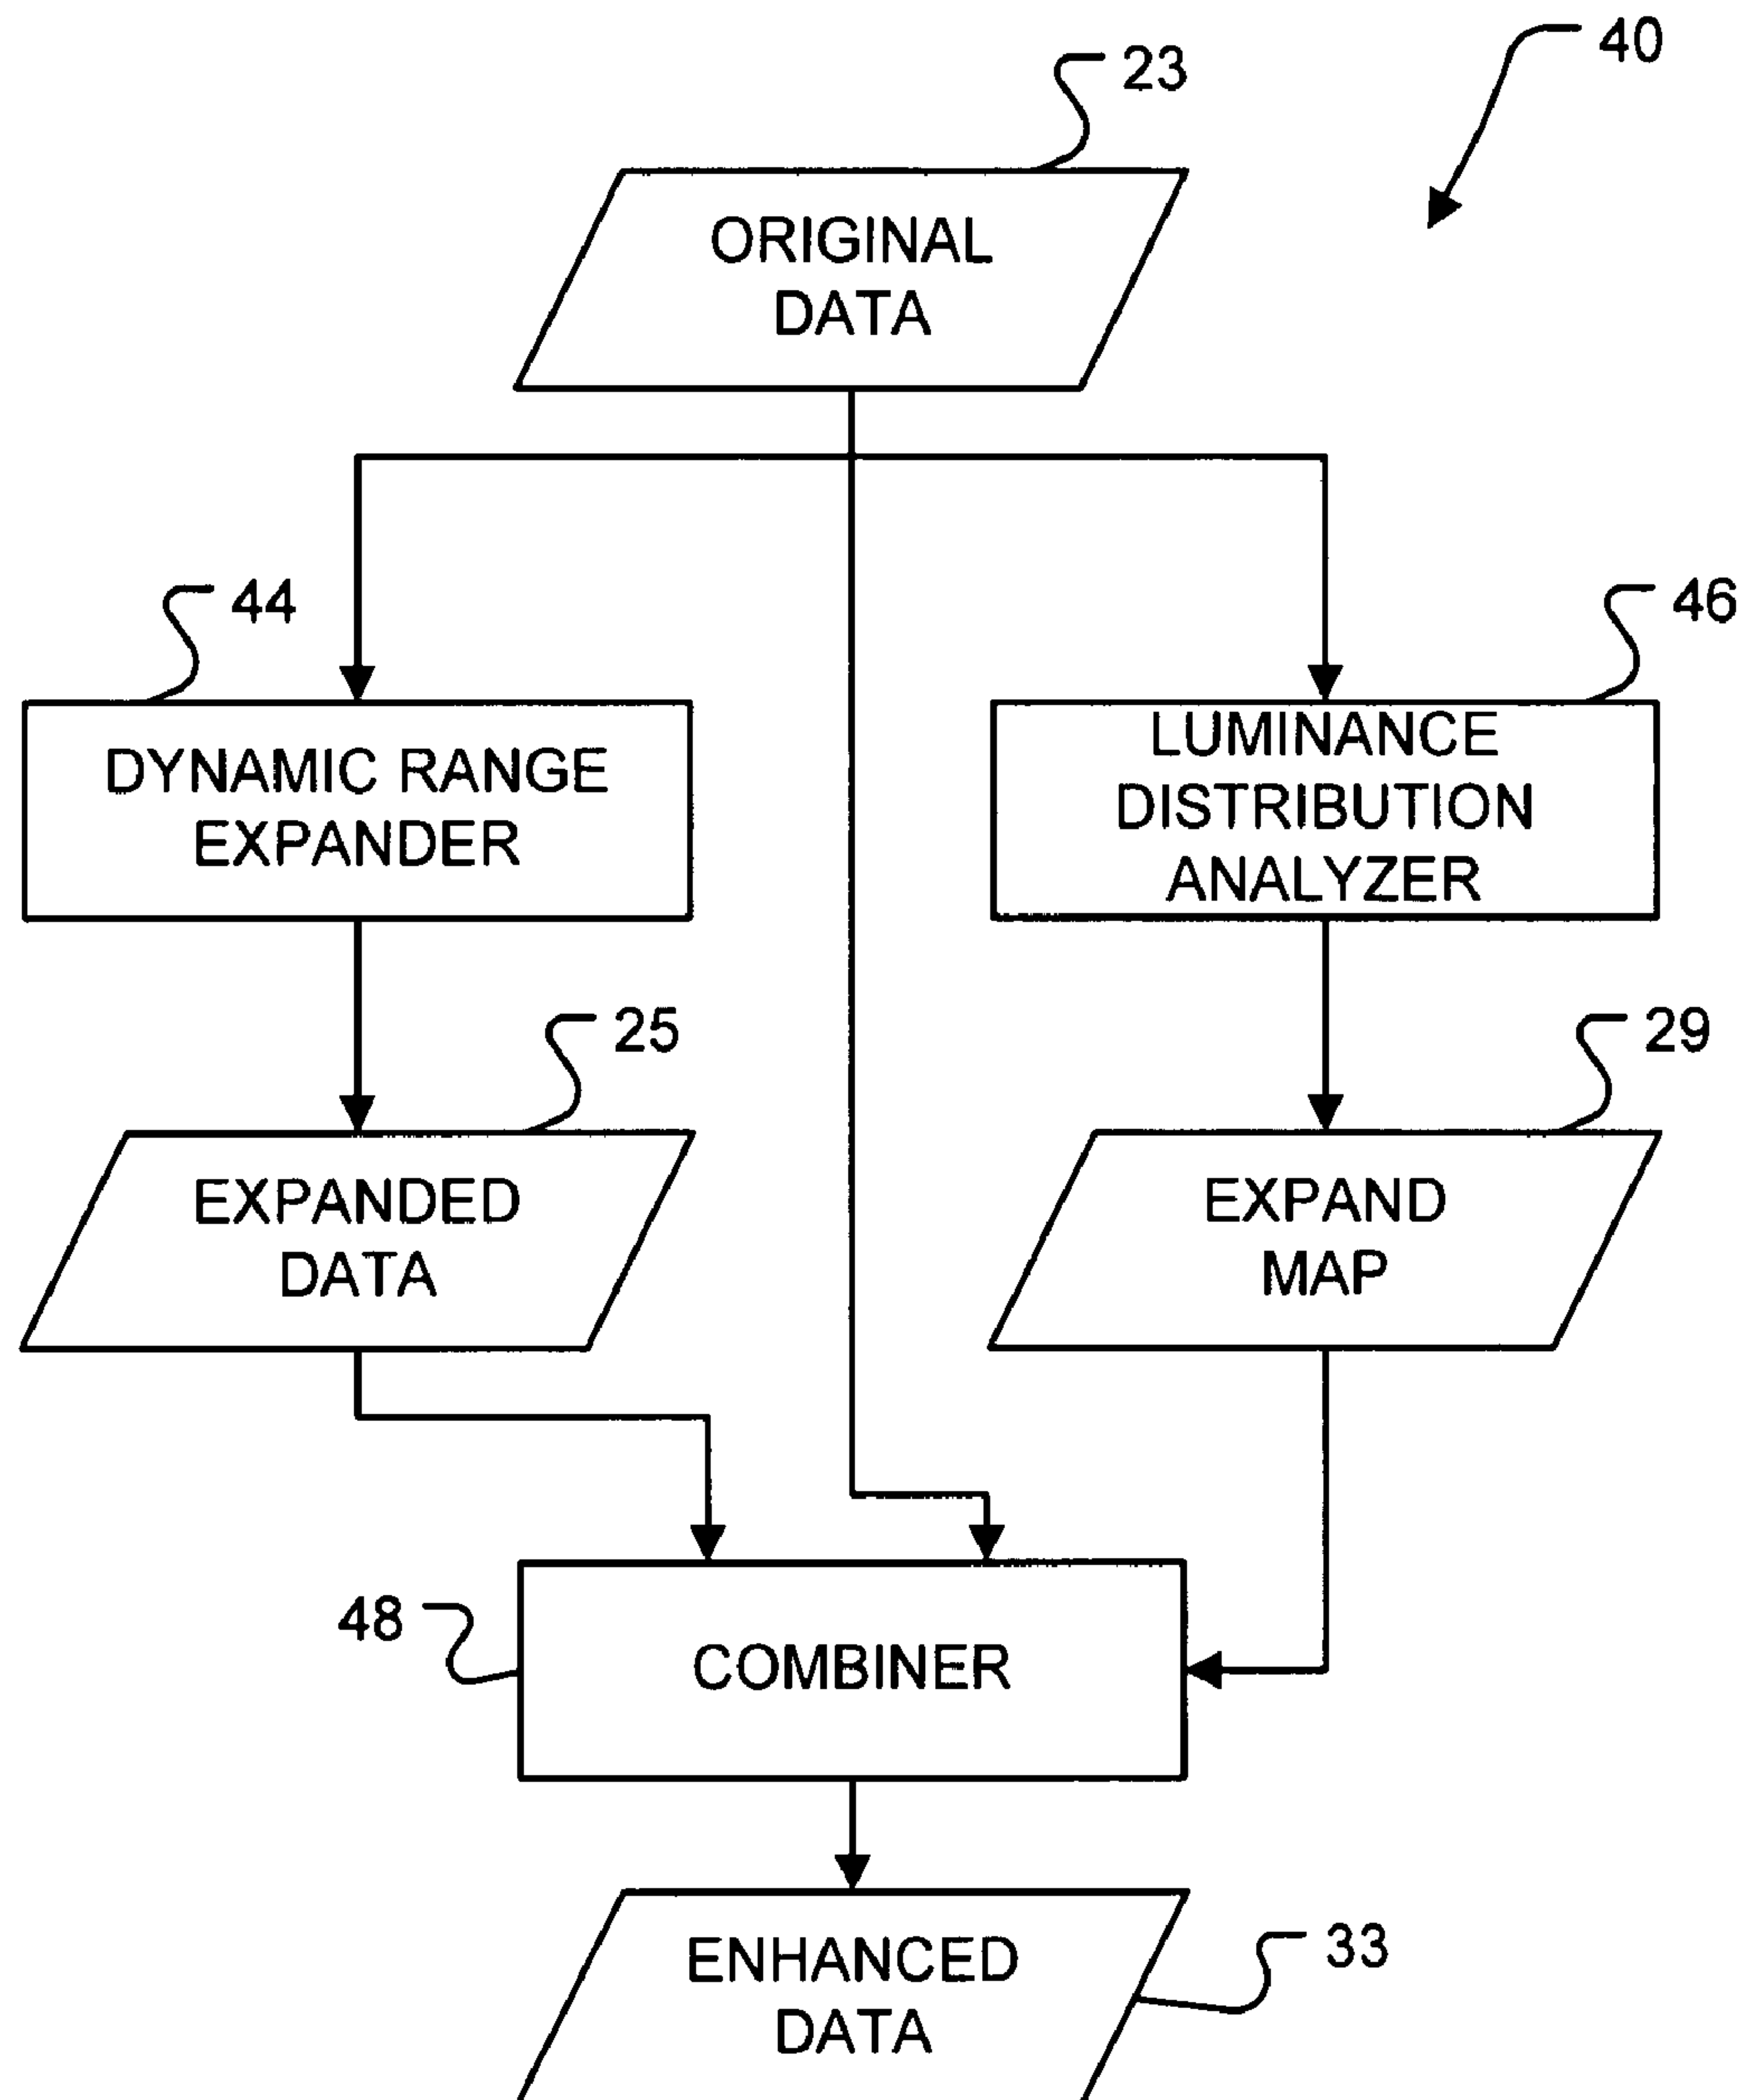 40
23
ORIGINAL
DATA
44
46
DYNAMIC RANGE
EXPANDER
LUMINANCE
DISTRIBUTION
ANALYZER
25
29
EXPANDED
DATA
EXPAND
MAP
48
COMBINER
ENHANCED
DATA
33